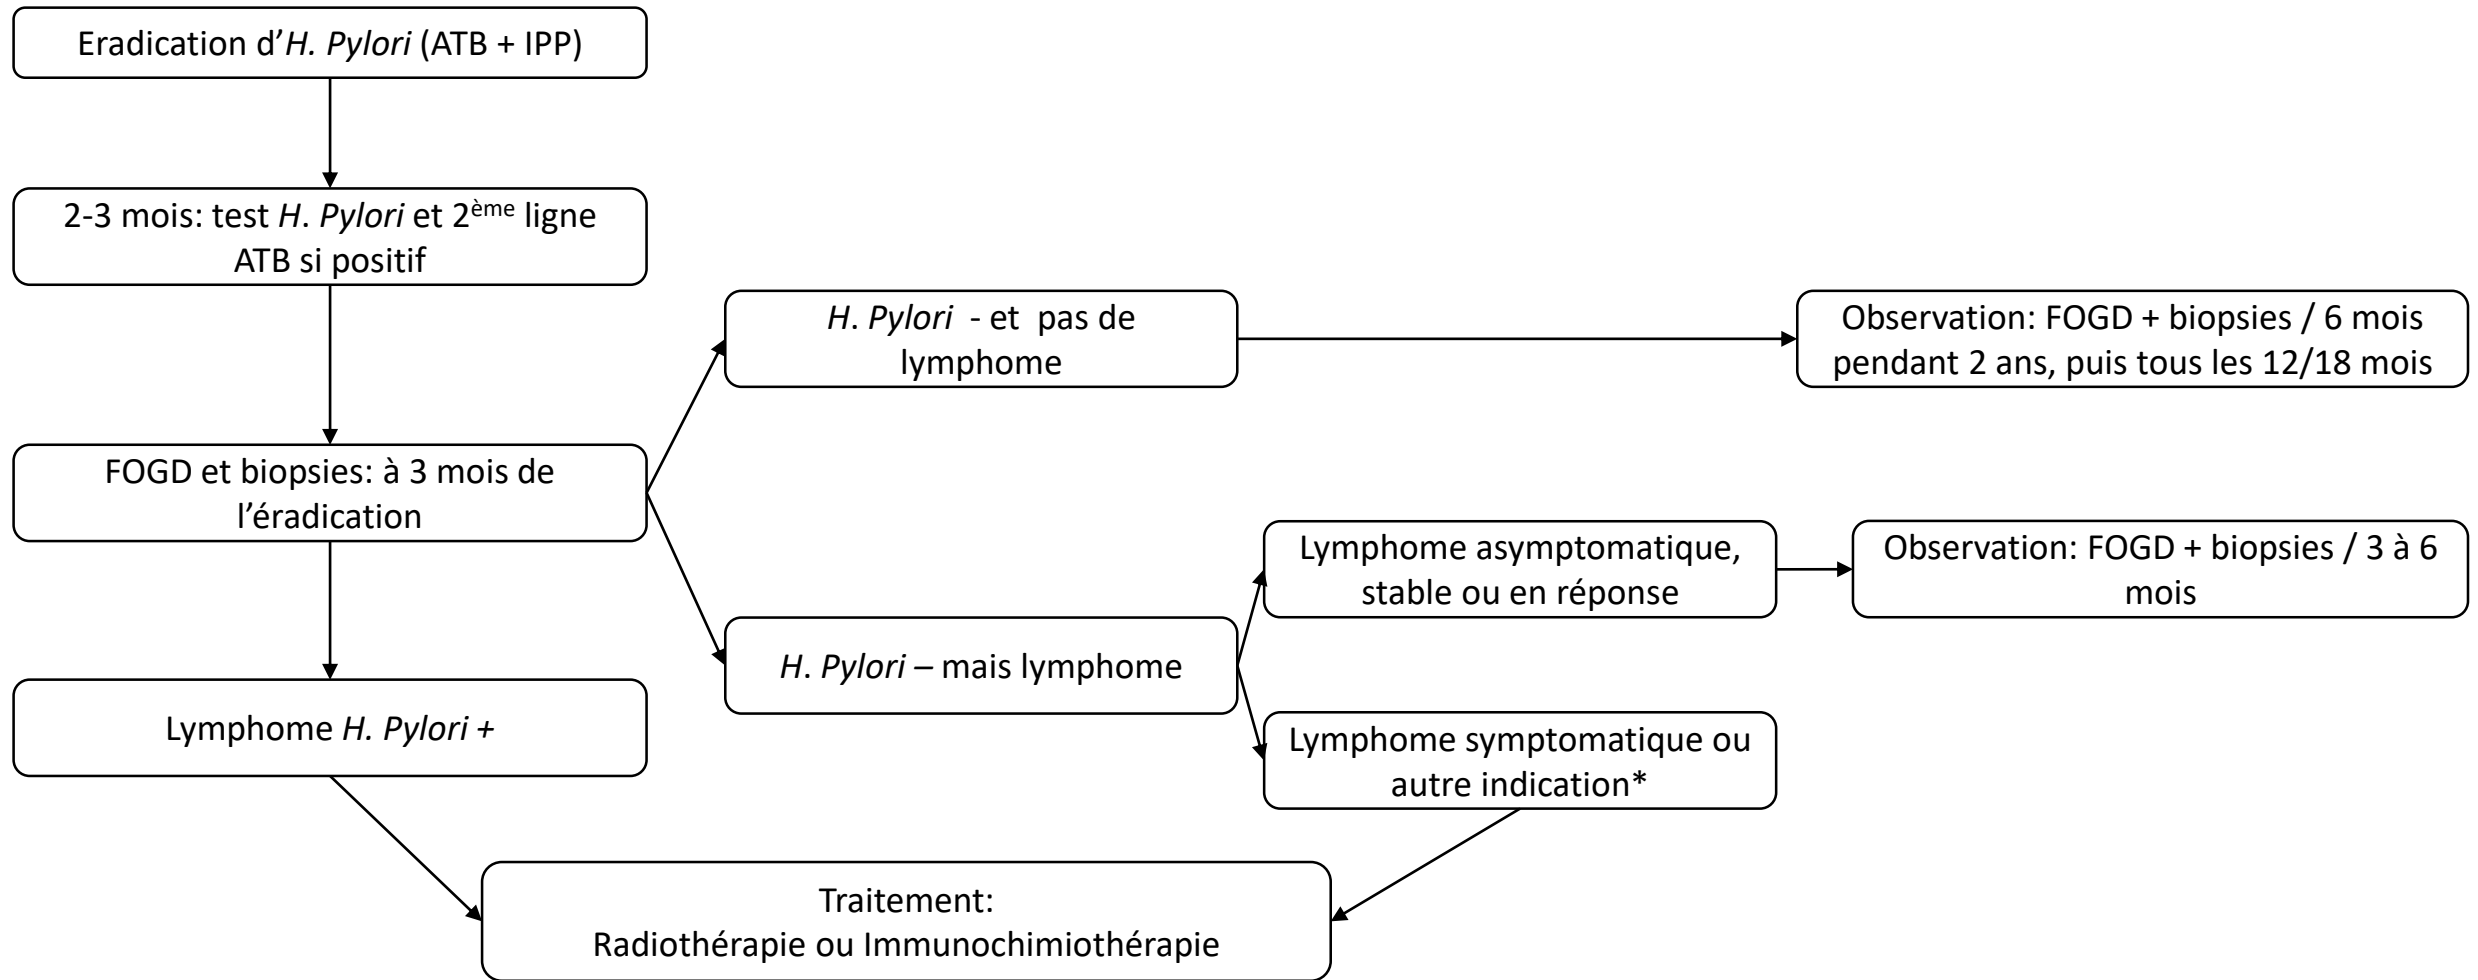 Eradication d’H. Pylori (ATB + IPP)
2-3 mois: test H. Pylori et 2ème ligne
ATB si positif
FOGD et biopsies: à 3 mois de
l’éradication
Lymphome H. Pylori +
H. Pylori - et pas de
lymphome
H. Pylori – mais lymphome
Lymphome asymptomatique,
stable ou en réponse
Lymphome symptomatique ou
autre indication*
Observation: FOGD + biopsies / 6 mois
pendant 2 ans, puis tous les 12/18 mois
Observation: FOGD + biopsies / 3 à 6
mois
Traitement:
Radiothérapie ou Immunochimiothérapie